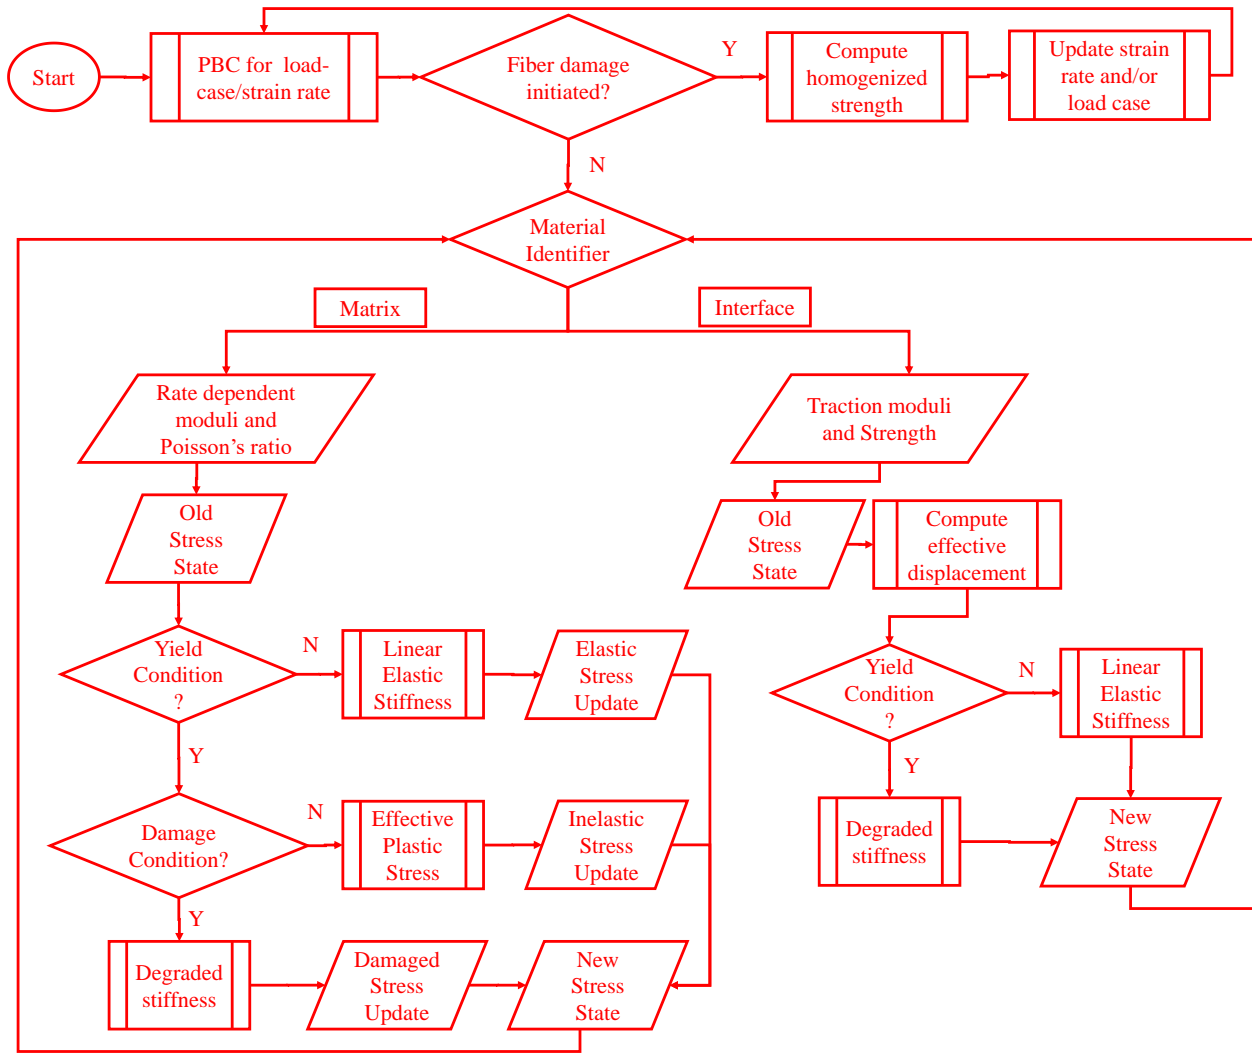 Start
PBC for load-
case/strain rate
Fiber damage
initiated?
Y
Compute
homogenized
strength
Update strain
rate and/or
load case
N
Material
Identifier
Matrix
Interface
Rate dependent
moduli and
Poisson's ratio
Traction moduli
and Strength
Old
Stress
State
Old
Stress
State
Compute
effective
displacement
Yield
Condition
?
N
Linear
Elastic
Stiffness
Elastic
Stress
Update
Yield
Condition
?
N
Linear
Elastic
Stiffness
Y
Y
Damage
Condition?
N
Effective
Plastic
Stress
Inelastic
Stress
Update
Degraded
stiffness
New
Stress
State
Y
Degraded
stiffness
Damaged
Stress
Update
New
Stress
State